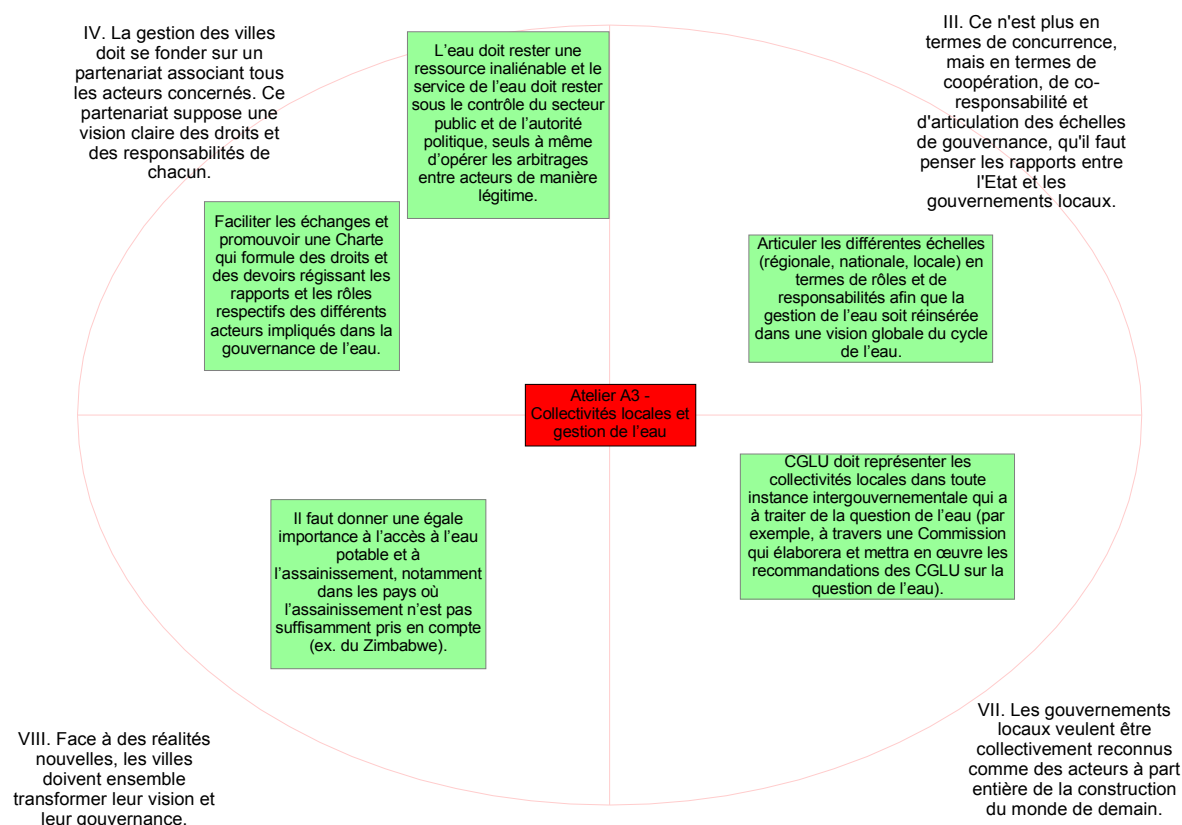 IV. La gestion des villes
doit se fonder sur un
partenariat associant tous
les acteurs concernés. Ce
partenariat suppose une
vision claire des droits et
des responsabilités de
chacun.
L'eau doit rester une
ressource inaliénable et le
service de l'eau doit rester
sous le contrôle du secteur
public et de l'autorité
politique, seuls à même
d'opérer les arbitrages
entre acteurs de manière
légitime.
III. Ce n'est plus en
termes de concurrence,
mais en termes de
coopération, de co-
responsabilité et
d'articulation des échelles
de gouvernance, qu'il faut
penser les rapports entre
l'Etat et les
gouvernements locaux.
Faciliter les échanges et
promouvoir une Charte
qui formule des droits et
des devoirs régissant les
rapports et les rôles
respectifs des différents
acteurs impliqués dans la
gouvernance de l'eau.
Articuler les différentes échelles
(régionale, nationale, locale) en
termes de rôles et de
responsabilités afin que la
gestion de l'eau soit réinsérée
dans une vision globale du cycle
de l'eau.
Atelier A3 -
Collectivités locales et
gestion de l'eau
Il faut donner une égale
importance à l'accès à l'eau
potable et à
l'assainissement, notamment
dans les pays où
l'assainissement n'est pas
suffisamment pris en compte
(ex. du Zimbabwe).
CGLU doit représenter les
collectivités locales dans toute
instance intergouvernementale qui a
à traiter de la question de l'eau (par
exemple, à travers une Commission
qui élaborera et mettra en œuvre les
recommandations des CGLU sur la
question de l'eau).
VIII. Face à des réalités
nouvelles, les villes
doivent ensemble
transformer leur vision et
leur gouvernance.
VII. Les gouvernements
locaux veulent être
collectivement reconnus
comme des acteurs à part
entière de la construction
du monde de demain.